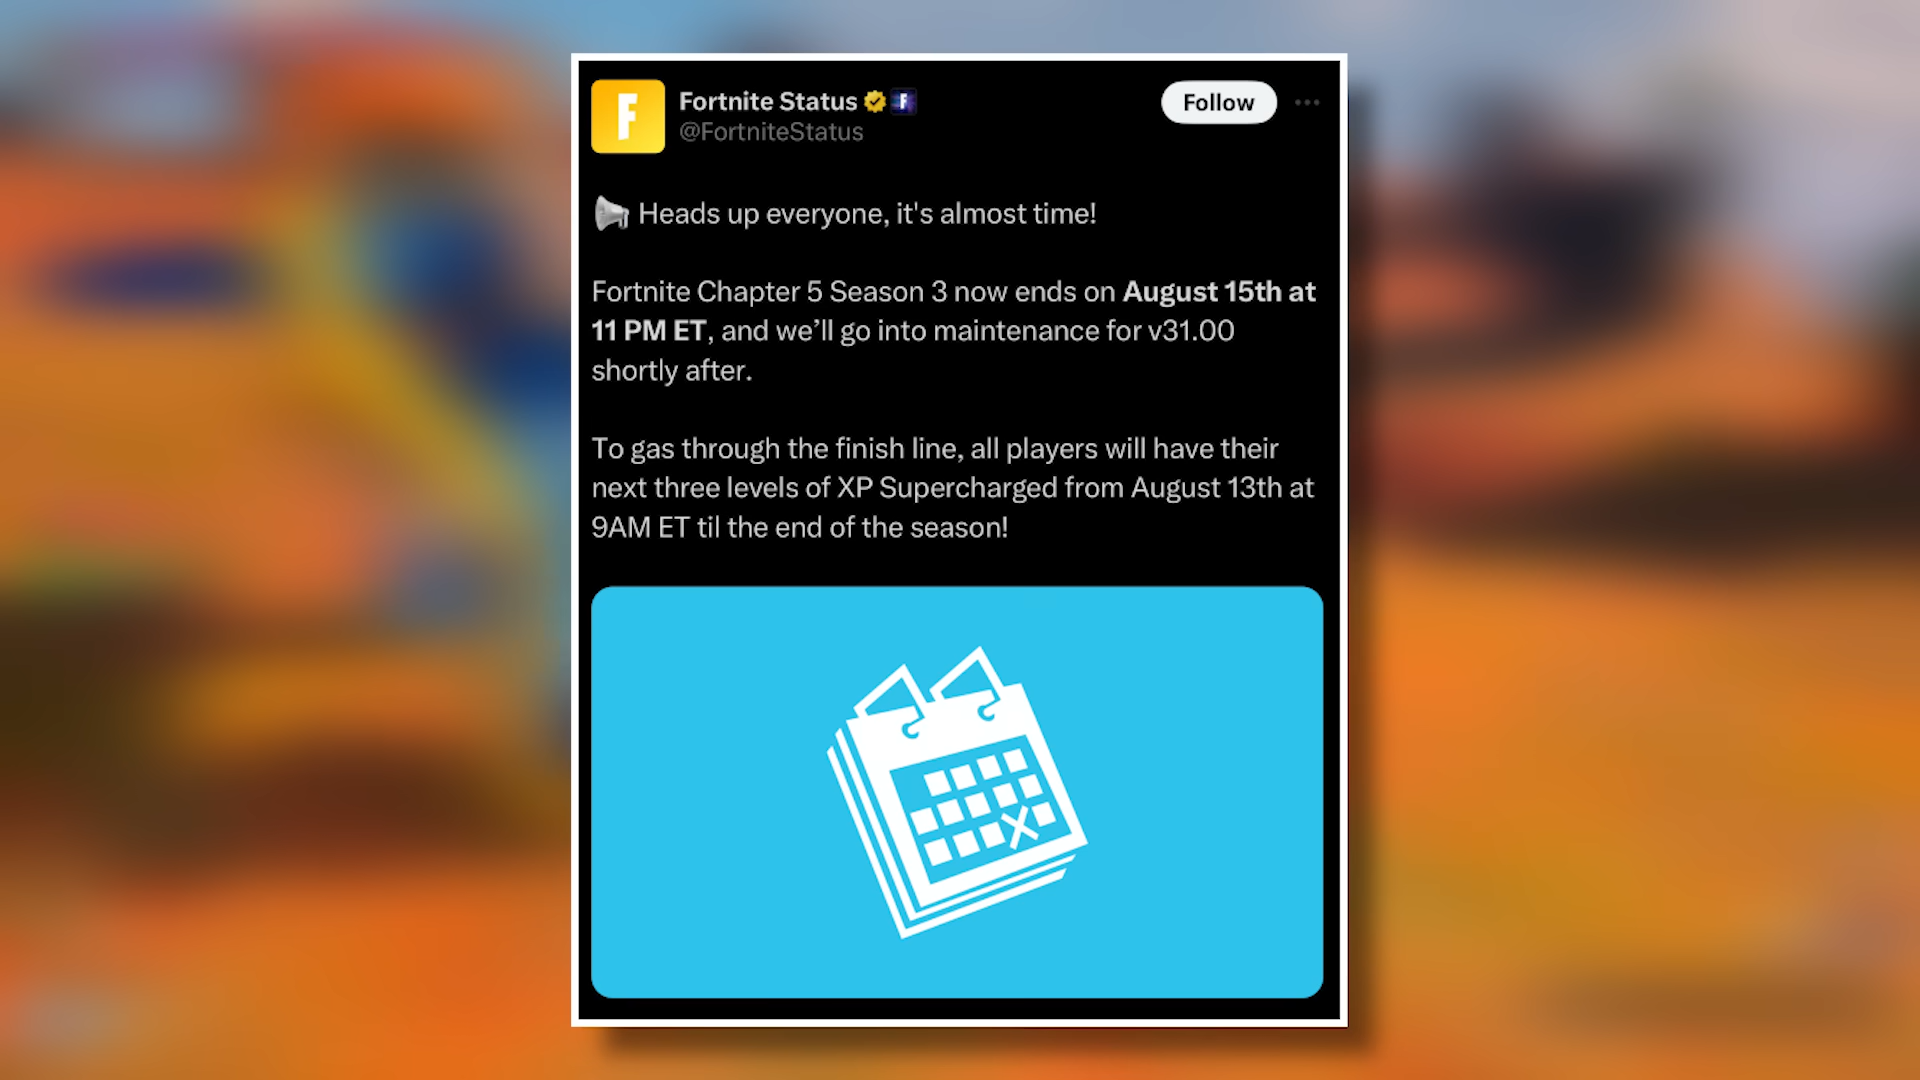 Fortnite Status
Follow
@FortniteStatus
Heads up everyone, it's almost time!
Fortnite Chapter 5 Season 3 now ends on August 15th at
11 PM ET, and we’ll go into maintenance for v31.00
shortly after.
To gas through the finish line, all players will have their
next three levels of XP Supercharged from August 13th at
9AM ET til the end of the season!